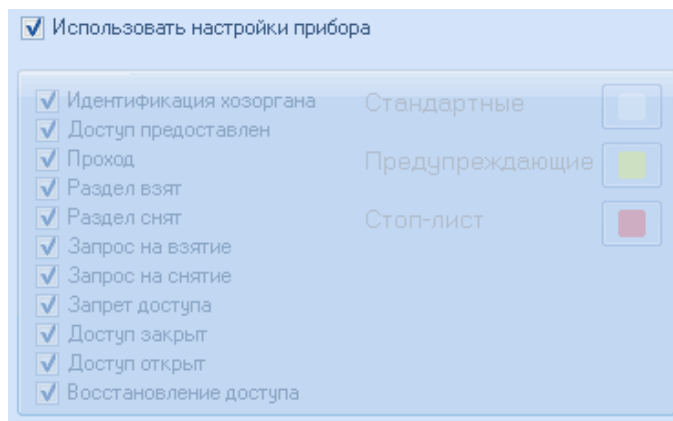 Использовать настройки прибора
Идентификация хозоргана
Доступ предоставлен
Проход
Раздел взят
Раздел снят
Запрос на взятие
Запрос на снятие
Запрет доступа
Доступ закрыт
Доступ открыт
Восстановление доступа
Стандартные
Предупреждающие
Стоп-лист